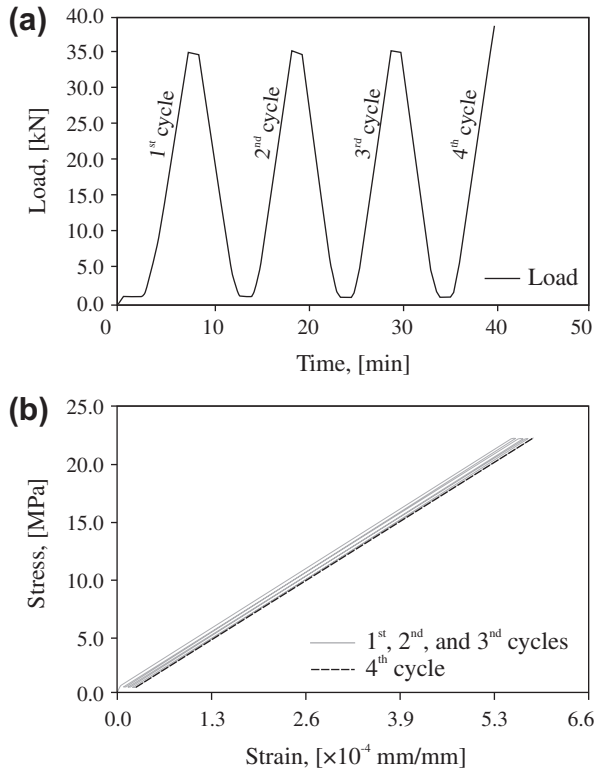 (a)
40.0
35.0
30.0
25.0
20.0
15.0
10.0
5.0
0.0
Load, [kN]
1st cycle
2nd cycle
3rd cycle
4th cycle
Load
0 10 20 30 40 50
Time, [min]
(b)
25.0
20.0
15.0
10.0
5.0
0.0
Stress, [MPa]
1st, 2nd, and 3nd cycles
4th cycle
0.0 1.3 2.6 3.9 5.3 6.6
Strain, [×10-4 mm/mm]